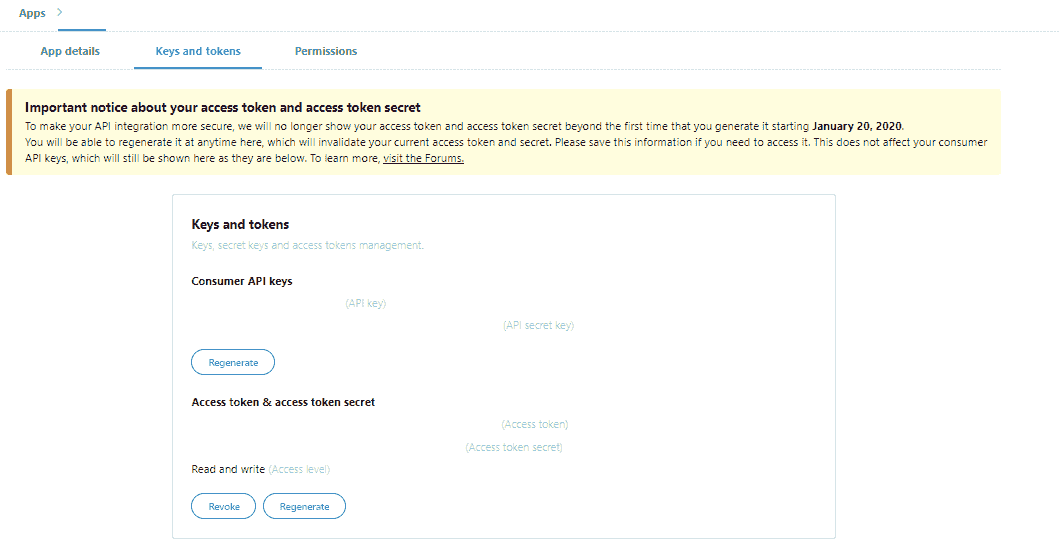 Apps >
App details Keys and tokens Permissions
Important notice about your access token and access token secret
To make your API integration more secure, we will no longer show your access token and access token secret beyond the first time that you generate it starting January 20, 2020.
You will be able to regenerate it at anytime here, which will invalidate your current access token and secret. Please save this information if you need to access it. This does not affect your consumer
API keys, which will still be shown here as they are below. To learn more, visit the Forums.
Keys and tokens
Keys, secret keys and access tokens management.
Consumer API keys
(API key)
(API secret key)
Regenerate
Access token & access token secret
(Access token)
(Access token secret)
Read and write (Access level)
Revoke Regenerate